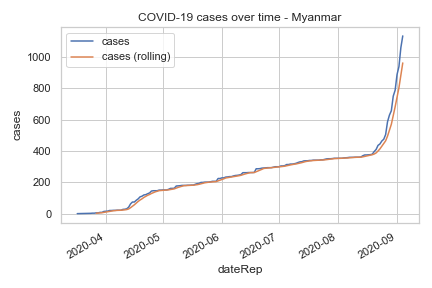 COVID-19 cases over time - Myanmar
cases
cases (rolling)
1000
800
600
400
200
0
cases
2020-04
2020-05
2020-06
2020-07
2020-08
2020-09
dateRep